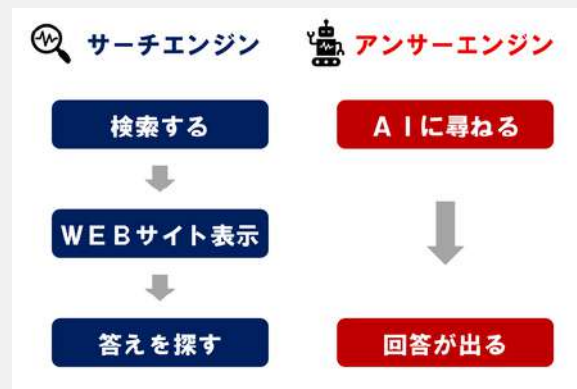 サーチエンジン
アンサーエンジン
検索する
AIに尋ねる
WEBサイト表示
答えを探す
回答が出る